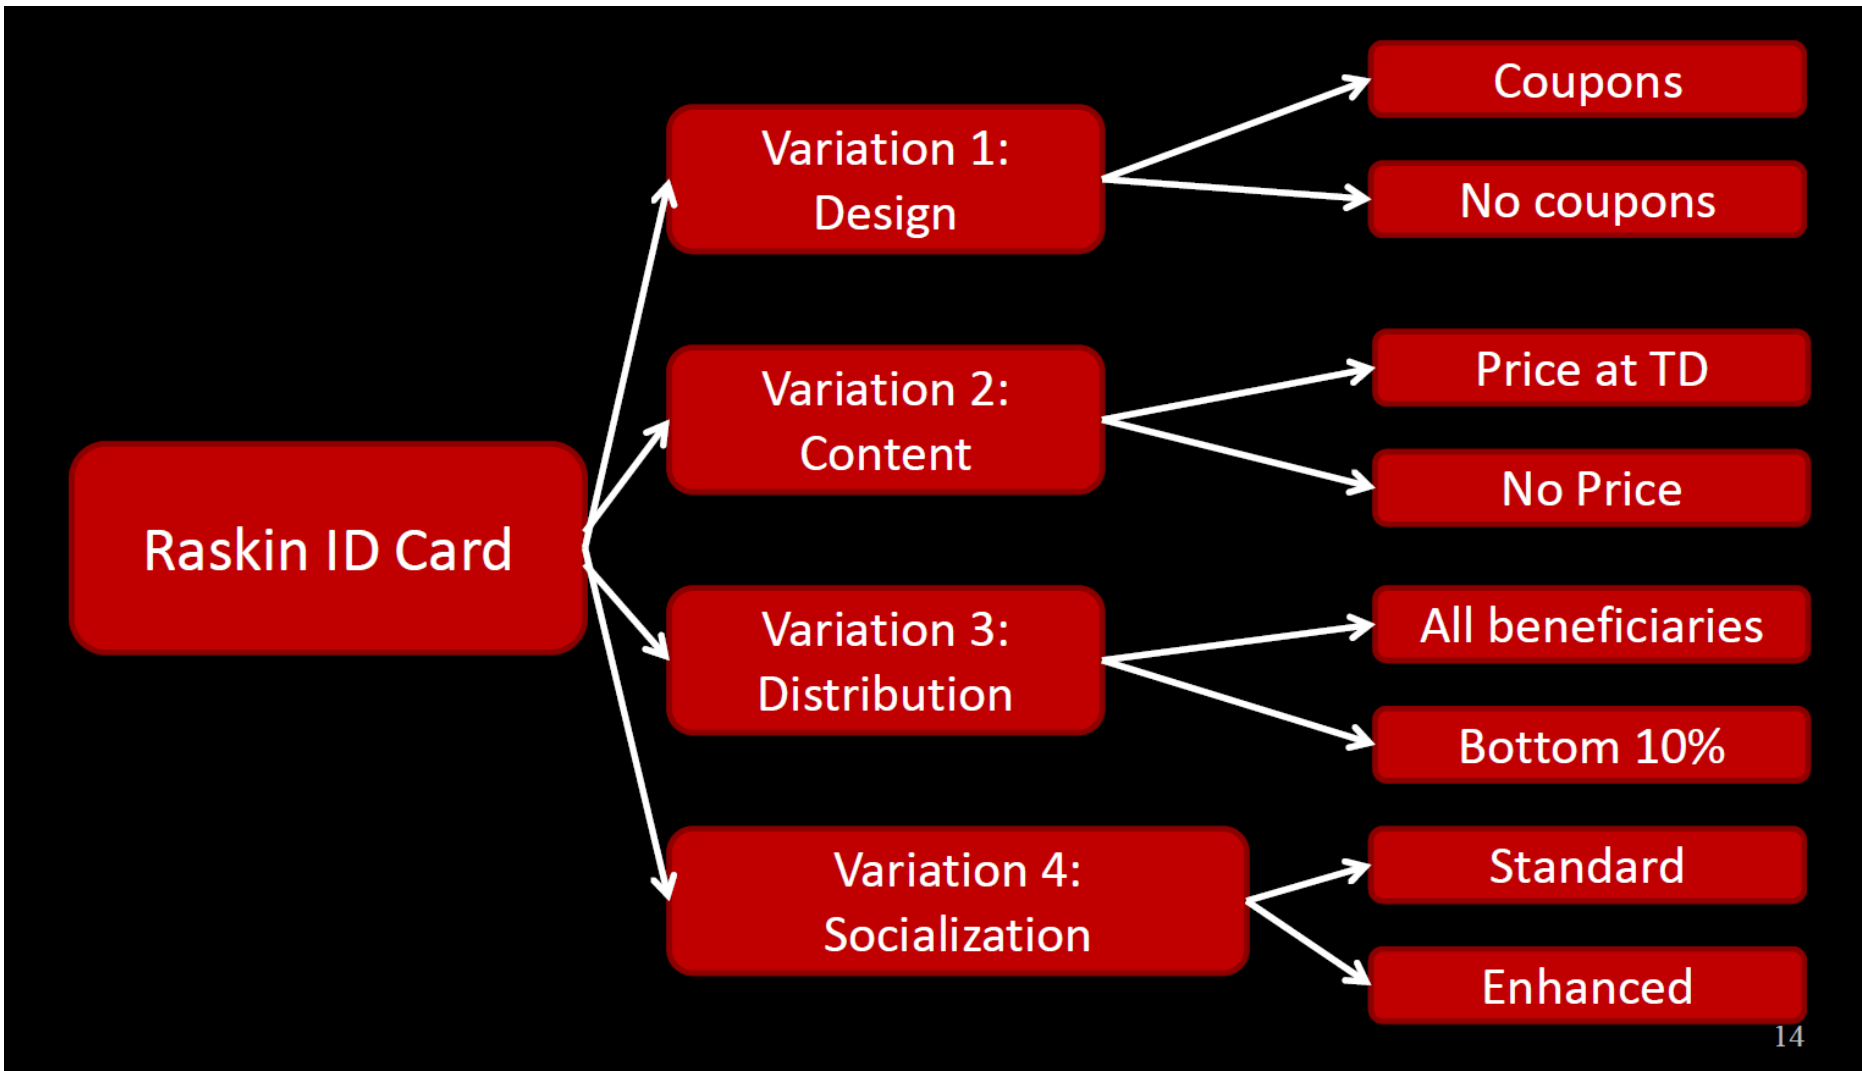 Raskin ID Card
Variation 1:
Design
Coupons
No coupons
Variation 2:
Content
Price at TD
No Price
Variation 3:
Distribution
All beneficiaries
Bottom 10%
Variation 4:
Socialization
Standard
Enhanced
14